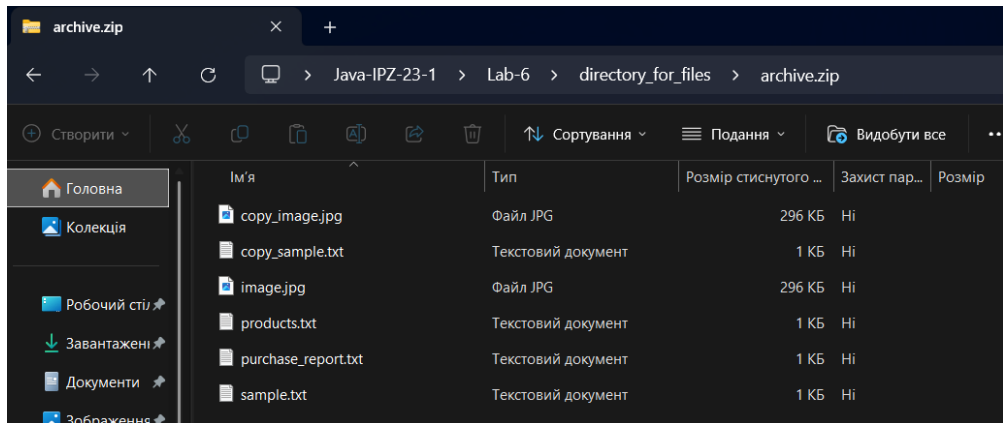 archive.zip
Java-IPZ-23-1 > Lab-6 > directory_for_files > archive.zip
Створити Сортування Подання Видобути все
Ім'я Тип Розмір стиснутого ... Захист пар... Розмір
Головна
Колекція
Робочий стіл
Завантажен
Документи
Зображення
copy_image.jpg Файл JPG 296 КБ Ні
copy_sample.txt Текстовий документ 1 КБ Ні
image.jpg Файл JPG 296 КБ Ні
products.txt Текстовий документ 1 КБ Ні
purchase_report.txt Текстовий документ 1 КБ Ні
sample.txt Текстовий документ 1 КБ Ні